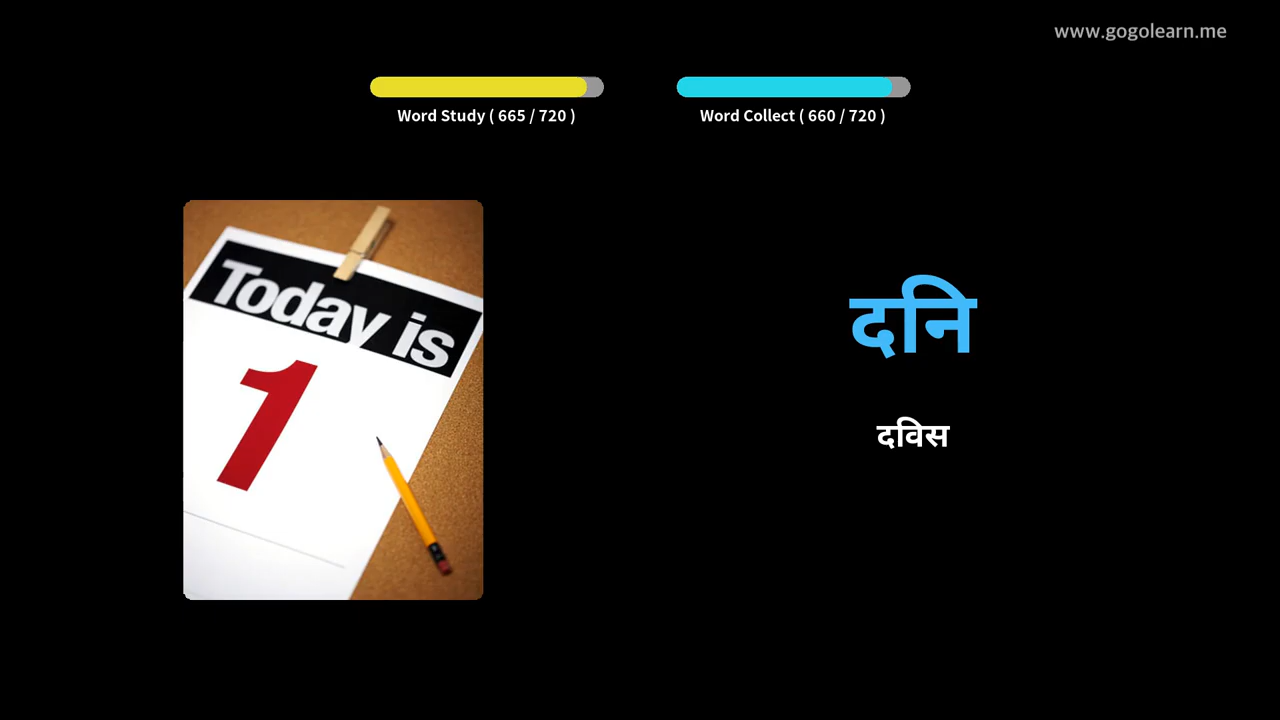 www.gogolearn.me
Word Study ( 665 / 720 )
Word Collect ( 660 / 720 )
Today is
1
दनि
दविस